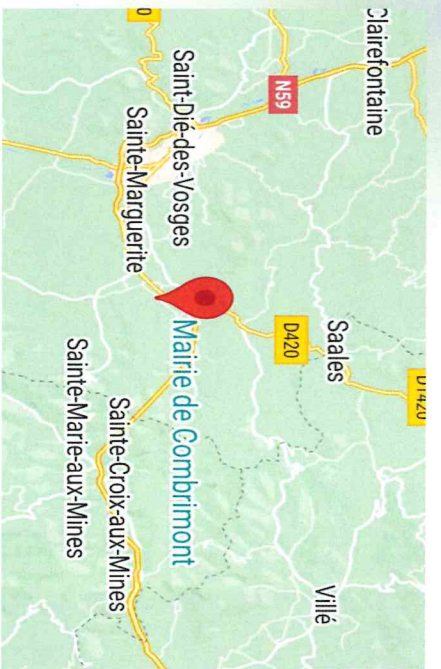 Clairefontaine
D1420
Saales
Villé
N59
D420
Saint-Dié-des-Vosges
Mairie de Combrimont
Sainte-Marguerite
Sainte-Croix-aux-Mines
Sainte-Marie-aux-Mines